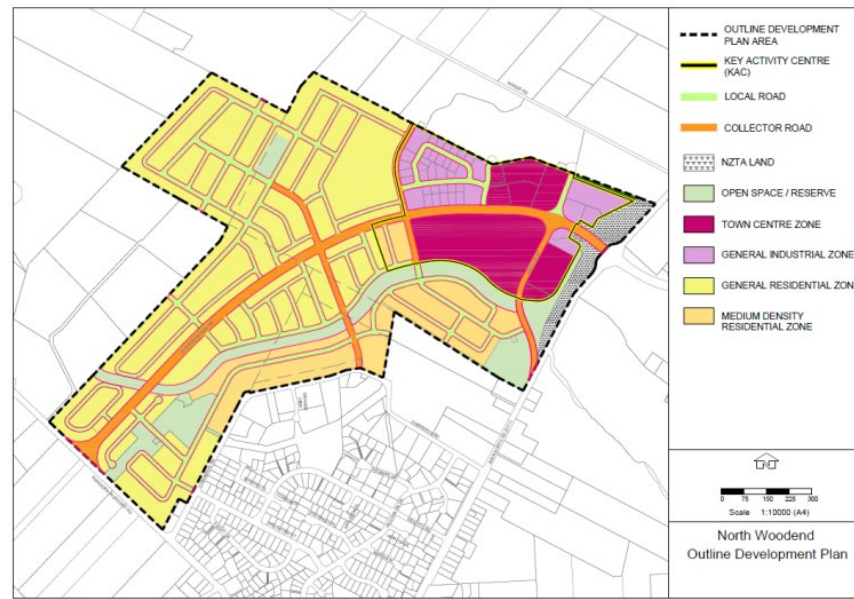 OUTLINE DEVELOPMENT
PLAN AREA
KEY ACTIVITY CENTRE
(KAC)
LOCAL ROAD
COLLECTOR ROAD
NZTA LAND
OPEN SPACE / RESERVE
TOWN CENTRE ZONE
GENERAL INDUSTRIAL ZONE
GENERAL RESIDENTIAL ZON
MEDIUM DENSITY
RESIDENTIAL ZONE
N
0 75 150 225 300
Scale 1:10000 (A4)
North Woodend
Outline Development Plan